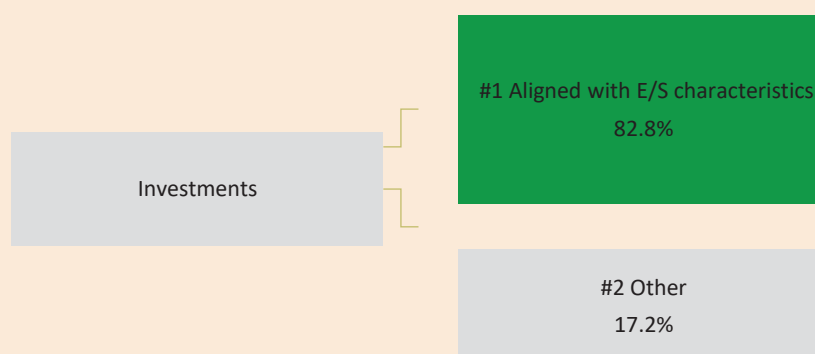 #1 Aligned with E/S characteristics
82.8%
Investments
#2 Other
17.2%